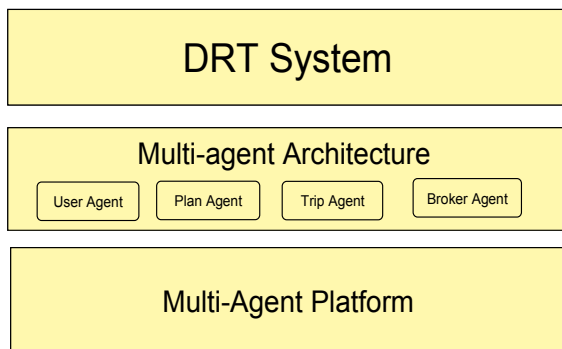 DRT System
Multi-agent Architecture
User Agent Plan Agent Trip Agent Broker Agent
Multi-Agent Platform